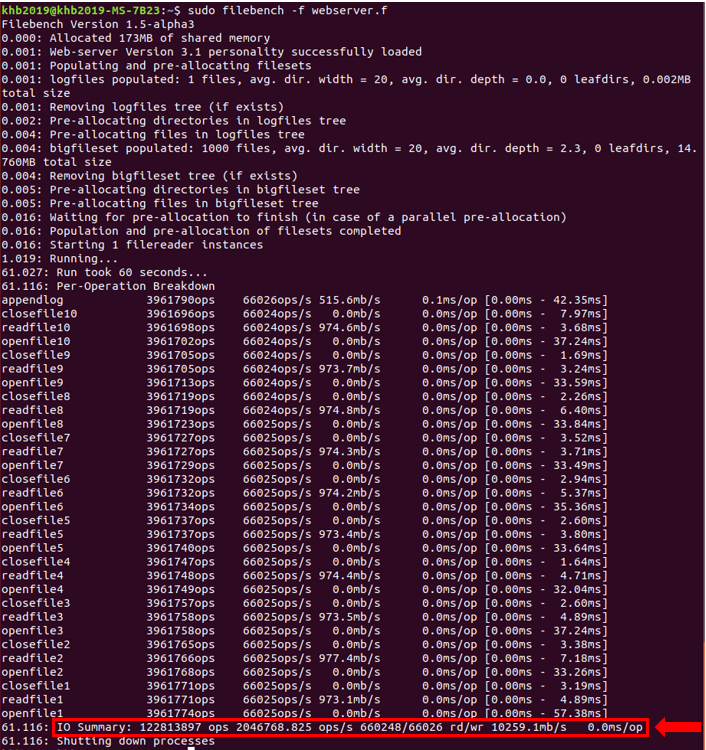 khb2019@khb2019-MS-7B23:~$ sudo filebench -f webserver.f
Filebench Version 1.5-alpha3
0.000: Allocated 173MB of shared memory
0.001: Web-server Version 3.1 personality successfully loaded
0.001: Populating and pre-allocating filesets
0.001: logfiles populated: 1 files, avg. dir. width = 20, avg. dir. depth = 0.0, 0 leafdirs, 0.002MB
total size
0.001: Removing logfiles tree (if exists)
0.002: Pre-allocating directories in logfiles tree
0.004: Pre-allocating files in logfiles tree
0.004: bigfileset populated: 1000 files, avg. dir. width = 20, avg. dir. depth = 2.3, 0 leafdirs, 14.
760MB total size
0.004: Removing bigfileset tree (if exists)
0.005: Pre-allocating directories in bigfileset tree
0.005: Pre-allocating files in bigfileset tree
0.016: Waiting for pre-allocation to finish (in case of a parallel pre-allocation)
0.016: Population and pre-allocation of filesets completed
0.016: Starting 1 filereader instances
1.019: Running...
61.027: Run took 60 seconds...
61.116: Per-Operation Breakdown
appendlog 3961790ops 66026ops/s 515.6mb/s 0.1ms/op [0.00ms - 42.35ms]
closefile10 3961696ops 66024ops/s 0.0mb/s 0.0ms/op [0.00ms - 7.97ms]
readfile10 3961698ops 66024ops/s 974.6mb/s 0.0ms/op [0.00ms - 3.68ms]
openfile10 3961702ops 66024ops/s 0.0mb/s 0.0ms/op [0.00ms - 37.24ms]
closefile9 3961705ops 66024ops/s 0.0mb/s 0.0ms/op [0.00ms - 1.69ms]
readfile9 3961705ops 66024ops/s 973.7mb/s 0.0ms/op [0.00ms - 3.24ms]
openfile9 3961713ops 66024ops/s 0.0mb/s 0.0ms/op [0.00ms - 33.59ms]
closefile8 3961719ops 66024ops/s 0.0mb/s 0.0ms/op [0.00ms - 2.26ms]
readfile8 3961719ops 66024ops/s 974.8mb/s 0.0ms/op [0.00ms - 6.40ms]
openfile8 3961723ops 66025ops/s 0.0mb/s 0.0ms/op [0.00ms - 33.84ms]
closefile7 3961727ops 66025ops/s 0.0mb/s 0.0ms/op [0.00ms - 3.52ms]
readfile7 3961727ops 66025ops/s 974.3mb/s 0.0ms/op [0.00ms - 3.71ms]
openfile7 3961729ops 66025ops/s 0.0mb/s 0.0ms/op [0.00ms - 33.49ms]
closefile6 3961732ops 66025ops/s 0.0mb/s 0.0ms/op [0.00ms - 2.94ms]
readfile6 3961732ops 66025ops/s 974.2mb/s 0.0ms/op [0.00ms - 5.37ms]
openfile6 3961734ops 66025ops/s 0.0mb/s 0.0ms/op [0.00ms - 35.36ms]
closefile5 3961737ops 66025ops/s 0.0mb/s 0.0ms/op [0.00ms - 2.60ms]
readfile5 3961737ops 66025ops/s 973.4mb/s 0.0ms/op [0.00ms - 3.80ms]
openfile5 3961740ops 66025ops/s 0.0mb/s 0.0ms/op [0.00ms - 33.64ms]
closefile4 3961747ops 66025ops/s 0.0mb/s 0.0ms/op [0.00ms - 1.64ms]
readfile4 3961748ops 66025ops/s 974.4mb/s 0.0ms/op [0.00ms - 4.71ms]
openfile4 3961749ops 66025ops/s 0.0mb/s 0.0ms/op [0.00ms - 32.04ms]
closefile3 3961757ops 66025ops/s 0.0mb/s 0.0ms/op [0.00ms - 2.60ms]
readfile3 3961758ops 66025ops/s 973.5mb/s 0.0ms/op [0.00ms - 4.89ms]
openfile3 3961758ops 66025ops/s 0.0mb/s 0.0ms/op [0.00ms - 37.24ms]
closefile2 3961765ops 66025ops/s 0.0mb/s 0.0ms/op [0.00ms - 3.38ms]
readfile2 3961766ops 66025ops/s 977.4mb/s 0.0ms/op [0.00ms - 7.18ms]
openfile2 3961768ops 66025ops/s 0.0mb/s 0.0ms/op [0.00ms - 33.26ms]
closefile1 3961771ops 66025ops/s 0.0mb/s 0.0ms/op [0.00ms - 3.19ms]
readfile1 3961771ops 66025ops/s 973.1mb/s 0.0ms/op [0.00ms - 4.89ms]
openfile1 3961774ops 66025ops/s 0.0mb/s 0.0ms/op [0.00ms - 57.38ms]
61.116: IO Summary: 122813897 ops 2046768.825 ops/s 660248/66026 rd/wr 10259.1mb/s 0.0ms/op
61.116: Shutting down processes